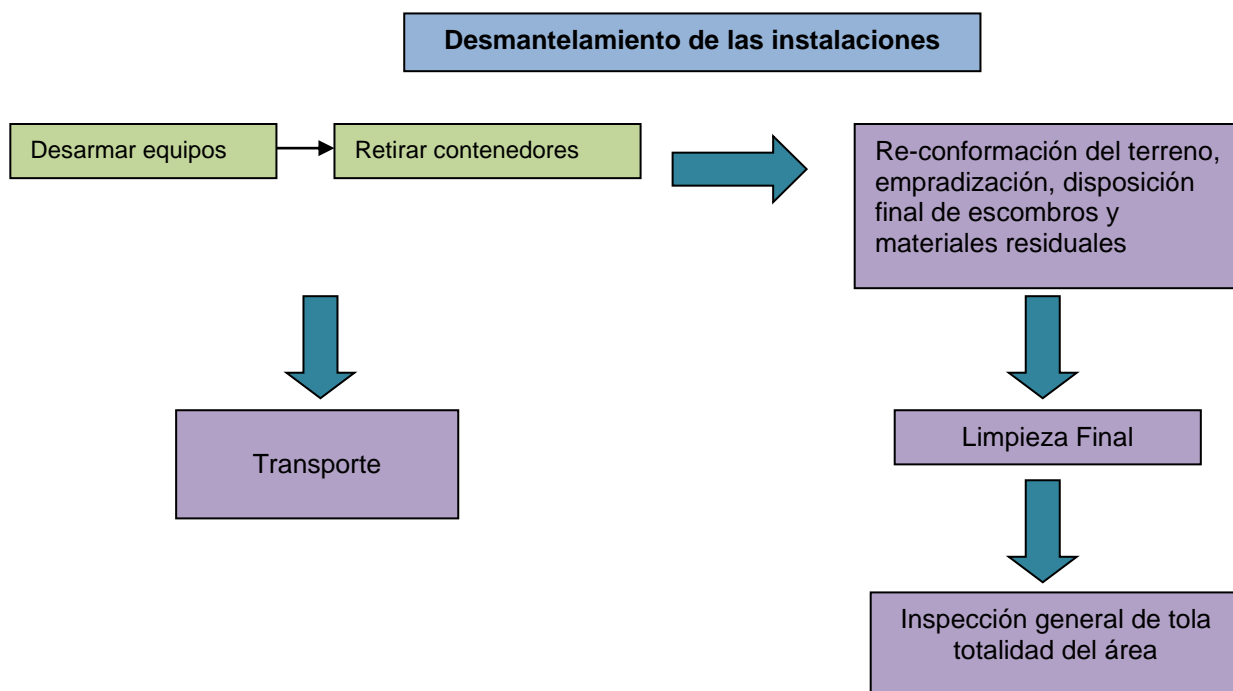 Desmantelamiento de las instalaciones
Desarmar equipos
Retirar contenedores
Re-conformación del terreno,
empradización, disposición
final de escombros y
materiales residuales
Transporte
Limpieza Final
Inspección general de tola
totalidad del área